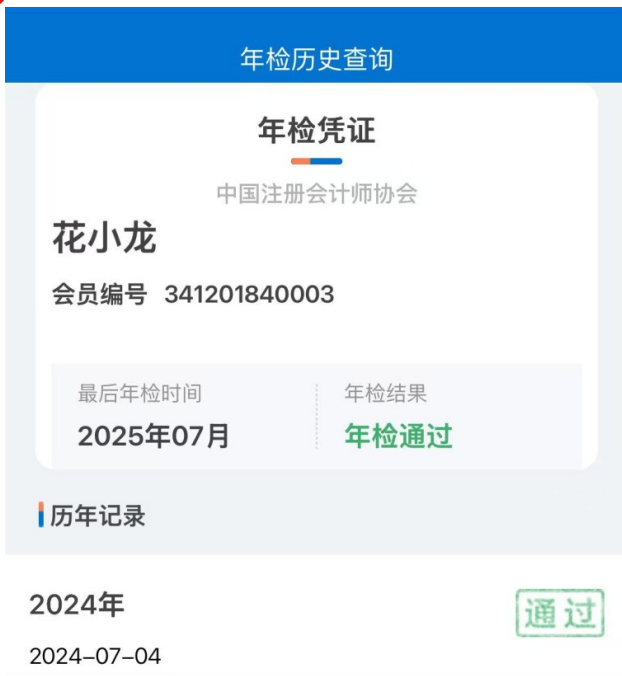 年检历史查询
年检凭证
中国注册会计师协会
花小龙
会员编号 341201840003
最后年检时间 年检结果
2025年07月 年检通过
历年记录
2024年 通过
2024-07-04